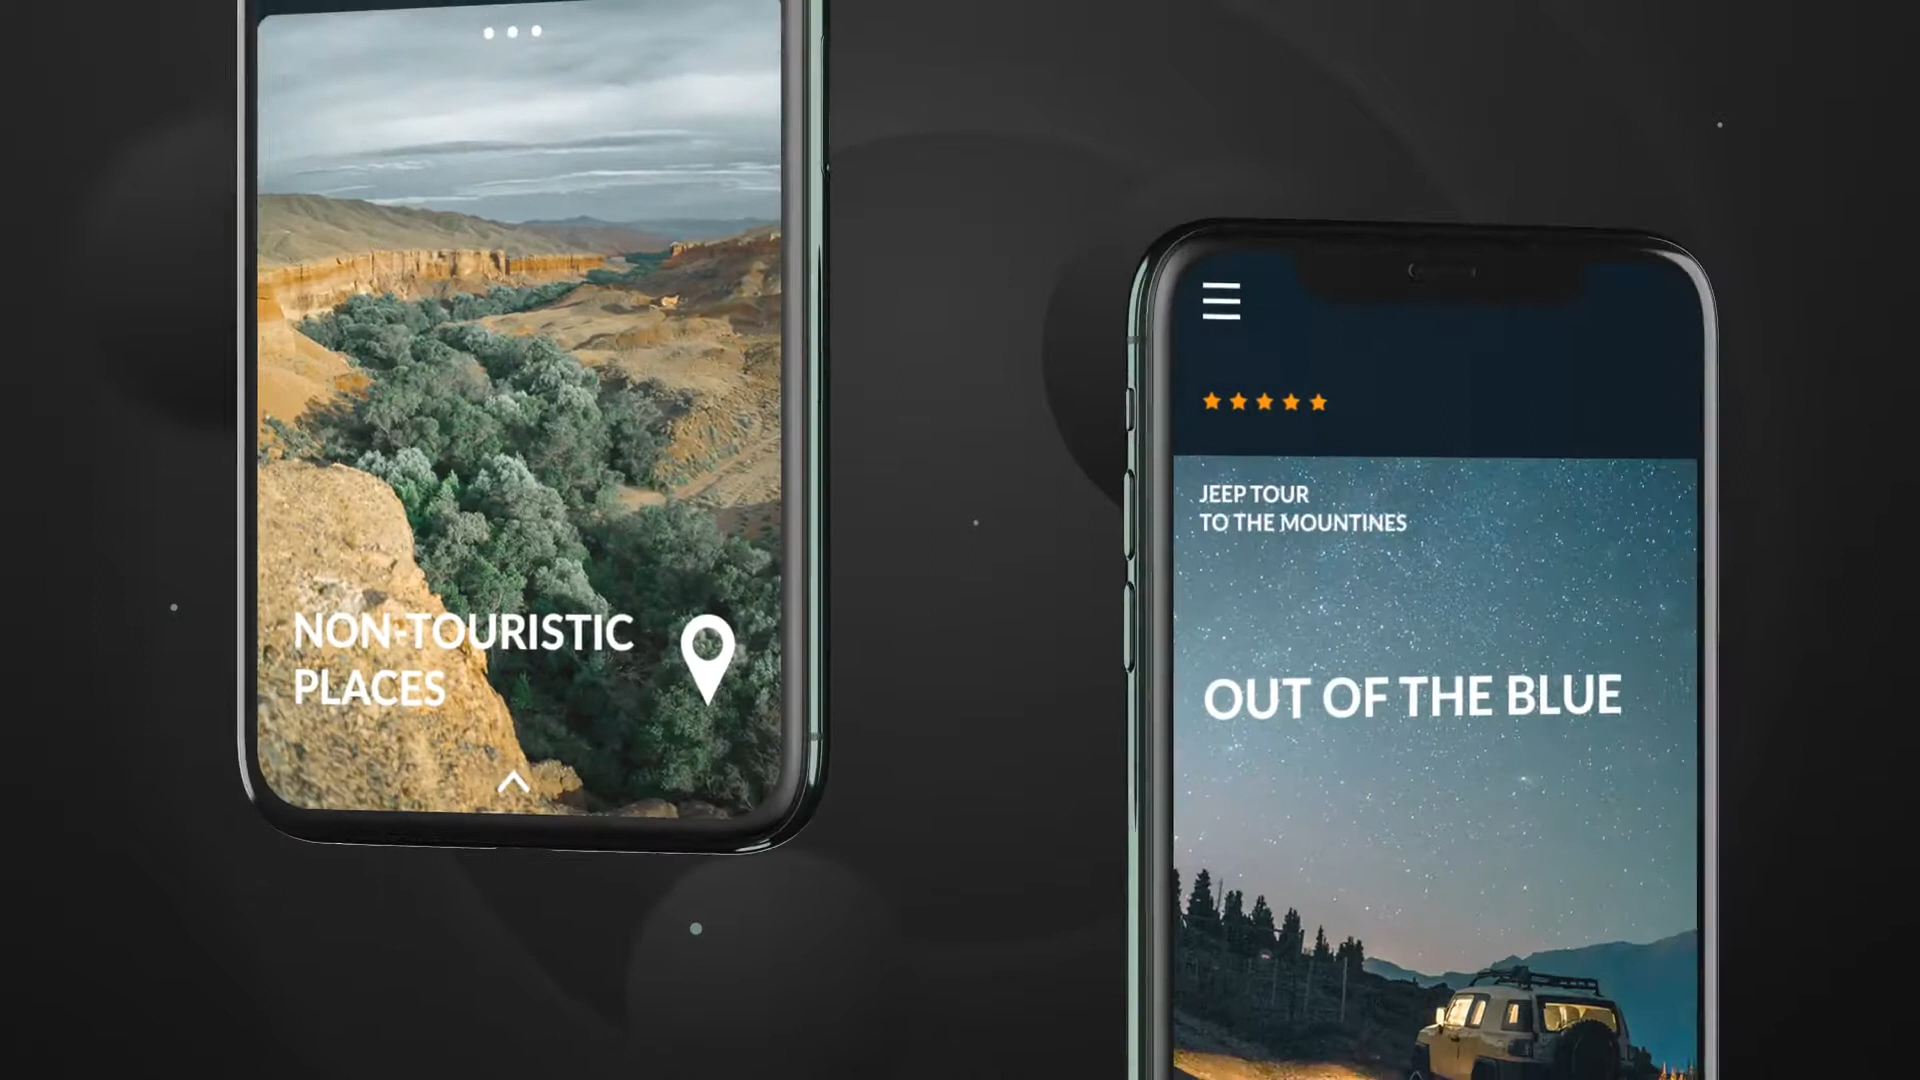 NON-TOURISTIC
PLACES
JEEP TOUR
TO THE MOUNTINES
OUT OF THE BLUE